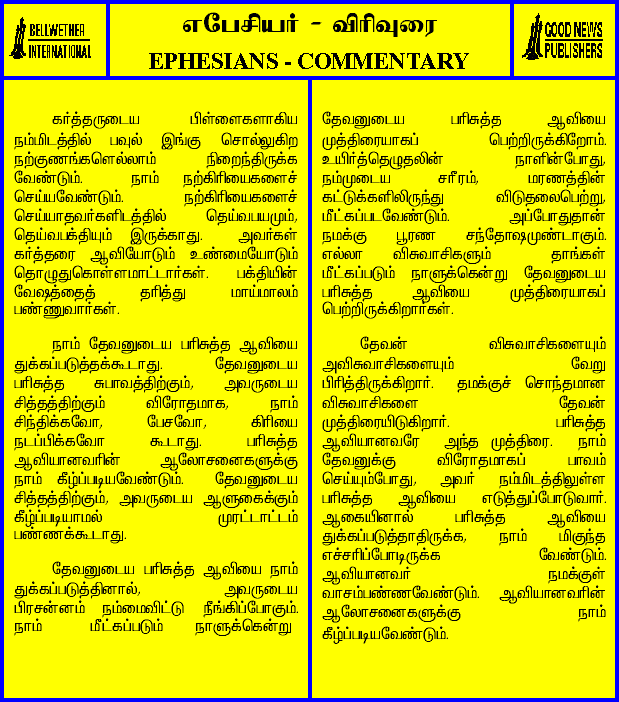 BELLWETHER
INTERNATIONAL
எபேசியர் - விரிவுரை
EPHESIANS - COMMENTARY
GOOD NEWS
PUBLISHERS
கர்த்தருடைய பிள்ளைகளாகிய
நம்மிடத்தில் பவுல் இங்கு சொல்லுகிற
நற்குணங்களெல்லாம் நிறைந்திருக்க
வேண்டும். நாம் நற்கிரியைகளைச்
செய்யவேண்டும். நற்கிரியைகளைச்
செய்யாதவர்களிடத்தில் தெய்வபயமும்,
தெய்வபக்தியும் இருக்காது. அவர்கள்
கர்த்தரை ஆவியோடும் உண்மையோடும்
தொழுதுகொள்ளமாட்டார்கள். பக்தியின்
வேஷத்தைத் தரித்து மாய்மாலம்
பண்ணுவார்கள்.
நாம் தேவனுடைய பரிசுத்த ஆவியை
துக்கப்படுத்தக்கூடாது. தேவனுடைய
பரிசுத்த சுபாவத்திற்கும், அவருடைய
சித்தத்திற்கும் விரோதமாக, நாம்
சிந்திக்கவோ, பேசவோ, கிரியை
நடப்பிக்கவோ கூடாது. பரிசுத்த
ஆவியானவரின் ஆலோசனைகளுக்கு
நாம் கீழ்ப்படியவேண்டும். தேவனுடைய
சித்தத்திற்கும், அவருடைய ஆளுகைக்கும்
கீழ்ப்படியாமல் முரட்டாட்டம்
பண்ணக்கூடாது.
தேவனுடைய பரிசுத்த ஆவியை நாம்
துக்கப்படுத்தினால், அவருடைய
பிரசன்னம் நம்மைவிட்டு நீங்கிப்போகும்.
நாம் மீட்கப்படும் நாளுக்கென்று
தேவனுடைய பரிசுத்த ஆவியை
முத்திரையாகப் பெற்றிருக்கிறோம்.
உயிர்த்தெழுதலின் நாளின்போது,
நம்முடைய சரீரம், மரணத்தின்
கட்டுக்களிலிருந்து விடுதலைபெற்று,
மீட்கப்படவேண்டும். அப்போதுதான்
நமக்கு பூரண சந்தோஷமுண்டாகும்.
எல்லா விசுவாசிகளும் தாங்கள்
மீட்கப்படும் நாளுக்கென்று தேவனுடைய
பரிசுத்த ஆவியை முத்திரையாகப்
பெற்றிருக்கிறார்கள்.
தேவன் விசுவாசிகளையும்
அவிசுவாசிகளையும் வேறு
பிரித்திருக்கிறார். தமக்குச் சொந்தமான
விசுவாசிகளை தேவன்
முத்திரையிடுகிறார். பரிசுத்த
ஆவியானவரே அந்த முத்திரை. நாம்
தேவனுக்கு விரோதமாகப் பாவம்
செய்யும்போது, அவர் நம்மிடத்திலுள்ள
பரிசுத்த ஆவியை எடுத்துப்போடுவார்.
ஆகையினால் பரிசுத்த ஆவியை
துக்கப்படுத்தாதிருக்க, நாம் மிகுந்த
எச்சரிப்போடிருக்க வேண்டும்.
ஆவியானவர் நமக்குள்
வாசம்பண்ணவேண்டும். ஆவியானவரின்
ஆலோசனைகளுக்கு நாம்
கீழ்ப்படியவேண்டும்.